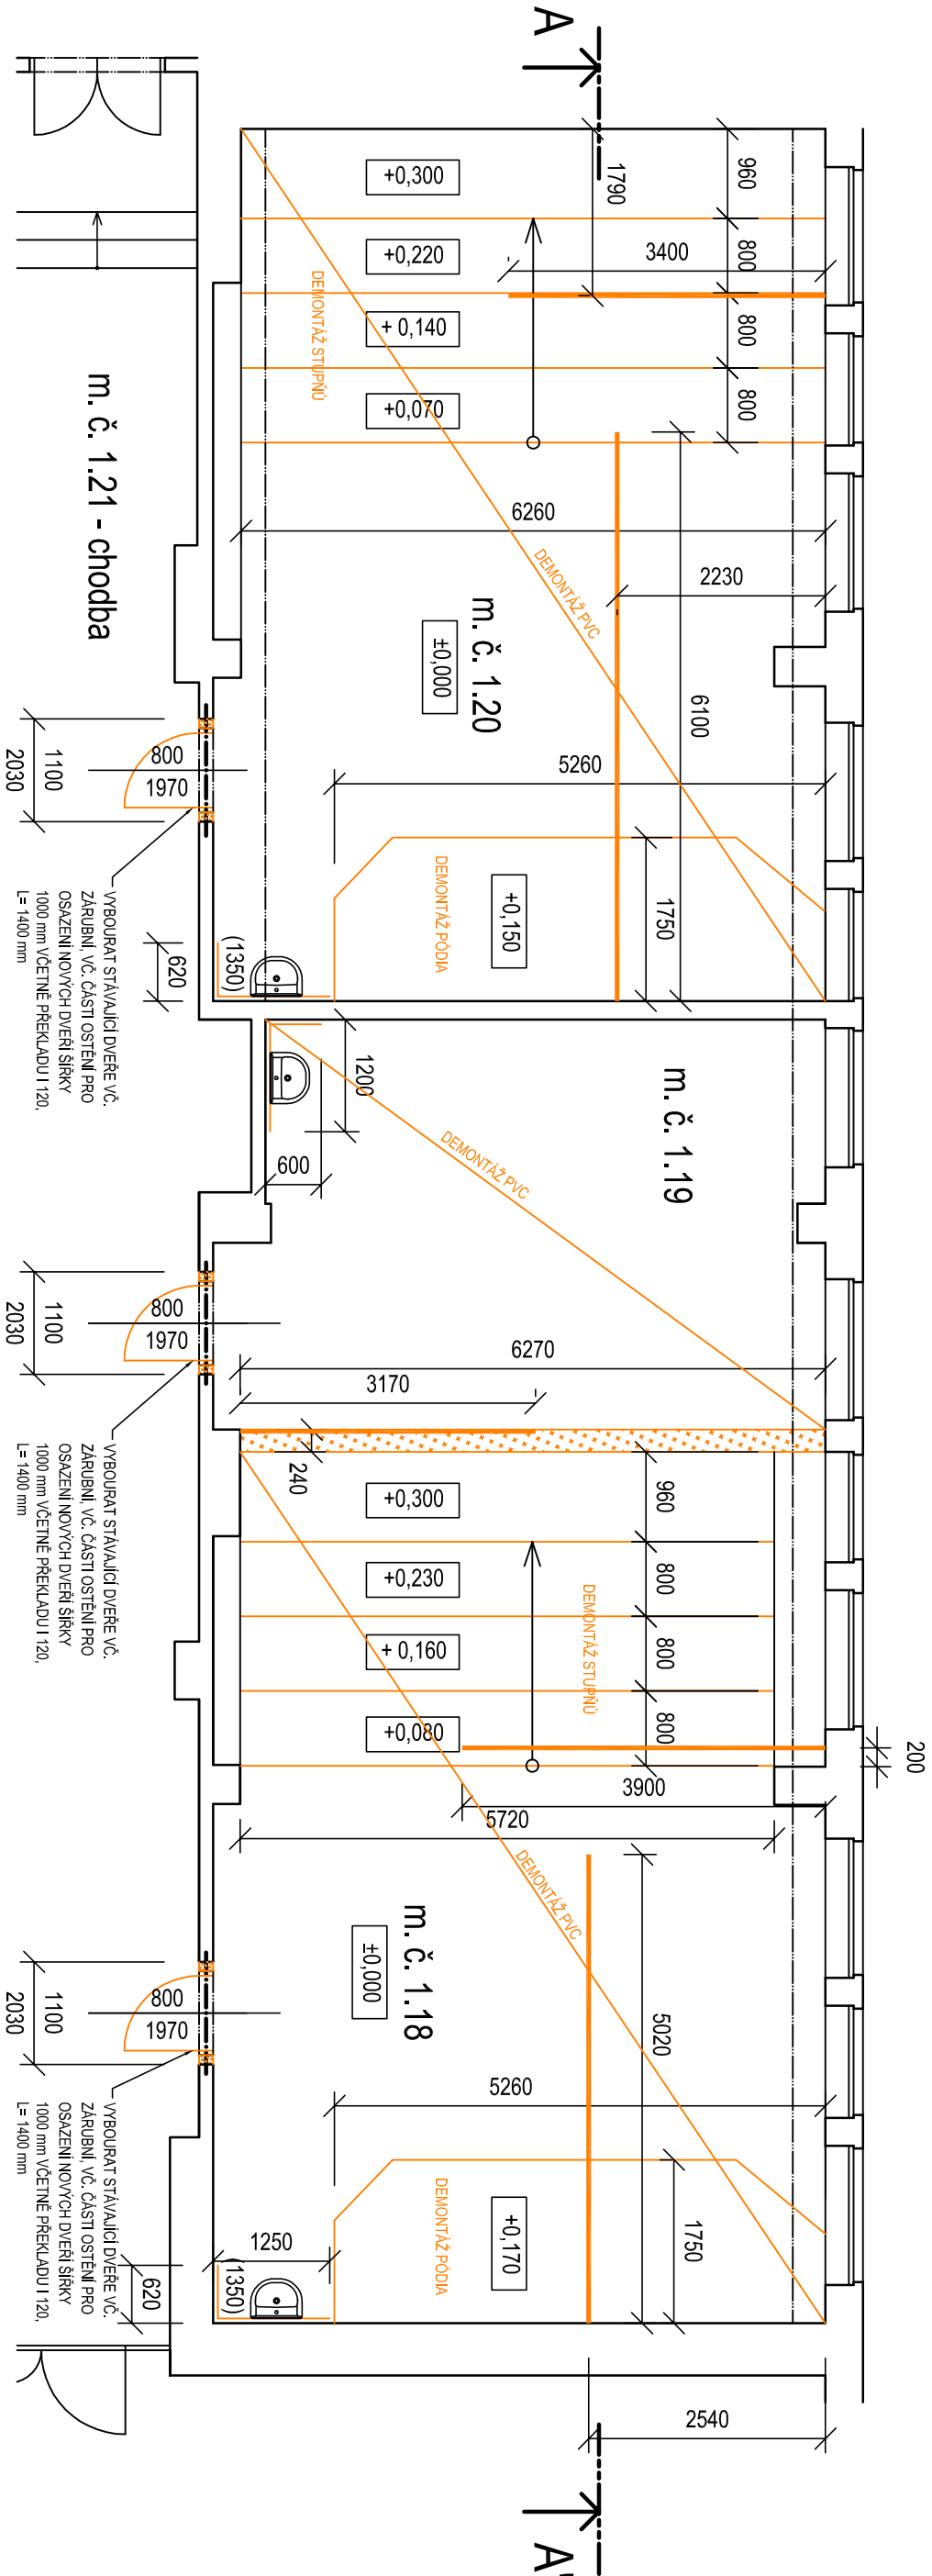 A
960
1790
+0,300
+0,220
800
3400
DEMONTÁŽ STUPŇŮ
+ 0,140
800
+0,070
800
m. č. 1.21 - chodba
6260
DEMONTÁŽ PVC
2230
m. č. 1.20
±0,000
6100
1100
2030
800
1970
5260
DEMONTÁŽ PÓDIA
+0,150
1750
VYBOURAT STÁVAJÍCÍ DVEŘE VČ.
ZÁRUBNÍ, VČ. ČÁSTI OSTĚNÍ PRO
OSAZENÍ NOVÝCH DVEŘÍ ŠÍŘKY
1000 mm VČETNĚ PŘEKLADU I 120,
L= 1400 mm
(1350)
620
1200
m. č. 1.19
DEMONTÁŽ PVC
600
1100
2030
800
1970
6270
3170
VYBOURAT STÁVAJÍCÍ DVEŘE VČ.
ZÁRUBNÍ, VČ. ČÁSTI OSTĚNÍ PRO
OSAZENÍ NOVÝCH DVEŘÍ ŠÍŘKY
1000 mm VČETNĚ PŘEKLADU I 120,
L= 1400 mm
240
+0,300
960
+0,230
800
DEMONTÁŽ STUPŇŮ
+ 0,160
800
+0,080
800
200
3900
5720
DEMONTÁŽ PVC
m. č. 1.18
±0,000
5020
1100
2030
800
1970
5260
DEMONTÁŽ PÓDIA
+0,170
1750
VYBOURAT STÁVAJÍCÍ DVEŘE VČ.
ZÁRUBNÍ, VČ. ČÁSTI OSTĚNÍ PRO
OSAZENÍ NOVÝCH DVEŘÍ ŠÍŘKY
1000 mm VČETNĚ PŘEKLADU I 120,
L= 1400 mm
1250
(1350)
620
2540
A'